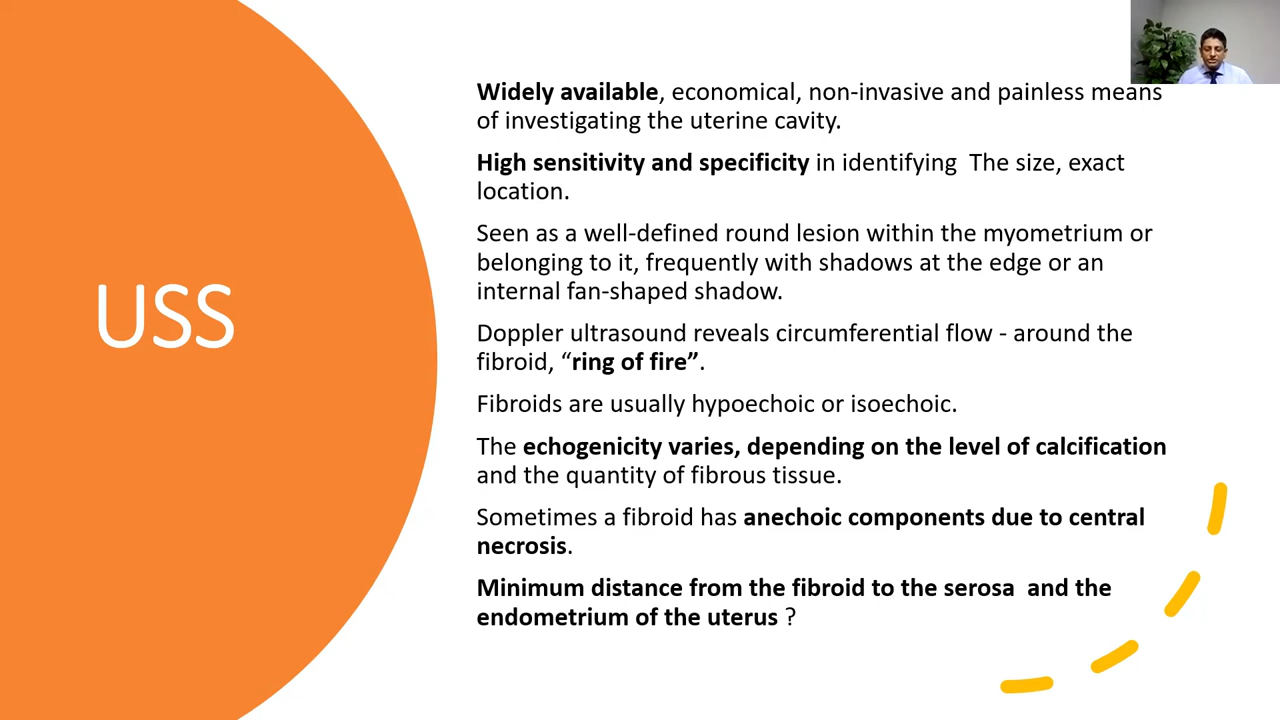 USS
Widely available, economical, non-invasive and painless means
of investigating the uterine cavity.
High sensitivity and specificity in identifying  The size, exact
location.
Seen as a well-defined round lesion within the myometrium or
belonging to it, frequently with shadows at the edge or an
internal fan-shaped shadow.
Doppler ultrasound reveals circumferential flow - around the
fibroid, “ring of fire”.
Fibroids are usually hypoechoic or isoechoic.
The echogenicity varies, depending on the level of calcification
and the quantity of fibrous tissue.
Sometimes a fibroid has anechoic components due to central
necrosis.
Minimum distance from the fibroid to the serosa  and the
endometrium of the uterus ?